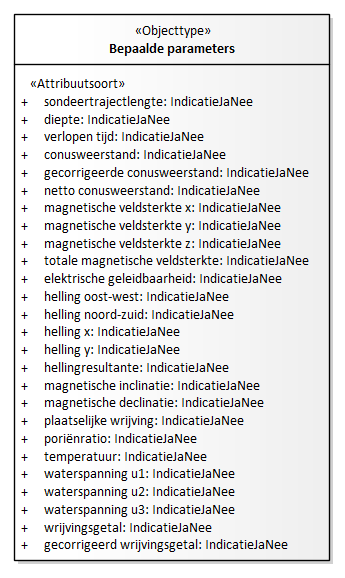 «Objecttype»
Bepaalde parameters
«Attribuutsoort»
+ sondeertrajectlengte: IndicatieJaNee
+ diepte: IndicatieJaNee
+ verlopen tijd: IndicatieJaNee
+ conusweerstand: IndicatieJaNee
+ gecorrigeerde conusweerstand: IndicatieJaNee
+ netto conusweerstand: IndicatieJaNee
+ magnetische veldsterkte x: IndicatieJaNee
+ magnetische veldsterkte y: IndicatieJaNee
+ magnetische veldsterkte z: IndicatieJaNee
+ totale magnetische veldsterkte: IndicatieJaNee
+ elektrische geleidbaarheid: IndicatieJaNee
+ helling oost-west: IndicatieJaNee
+ helling noord-zuid: IndicatieJaNee
+ helling x: IndicatieJaNee
+ helling y: IndicatieJaNee
+ hellingresultante: IndicatieJaNee
+ magnetische inclinatie: IndicatieJaNee
+ magnetische declinatie: IndicatieJaNee
+ plaatselijke wrijving: IndicatieJaNee
+ poriënratio: IndicatieJaNee
+ temperatuur: IndicatieJaNee
+ waterspanning u1: IndicatieJaNee
+ waterspanning u2: IndicatieJaNee
+ waterspanning u3: IndicatieJaNee
+ wrijvingsgetal: IndicatieJaNee
+ gecorrigeerd wrijvingsgetal: IndicatieJaNee